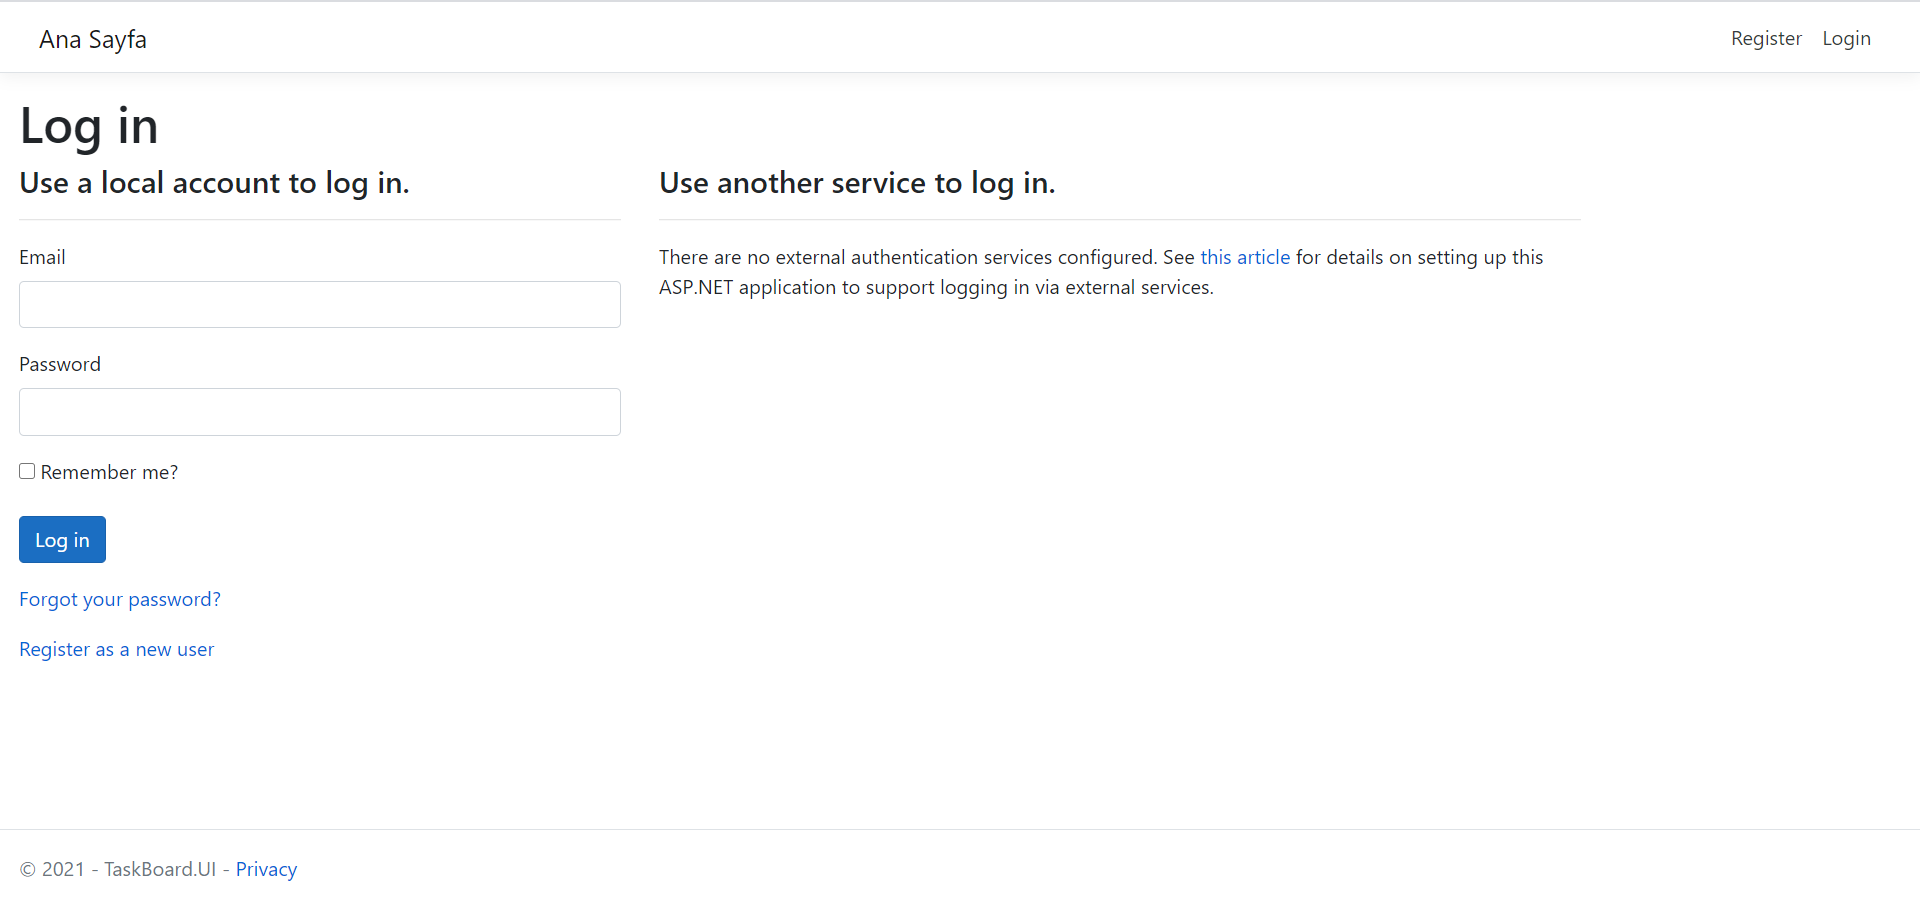 Ana Sayfa
Register
Login
Log in
Use a local account to log in.
Email
Password
Remember me?
Log in
Forgot your password?
Register as a new user
Use another service to log in.
There are no external authentication services configured. See this article for details on setting up this
ASP.NET application to support logging in via external services.
© 2021 - TaskBoard.UI - Privacy